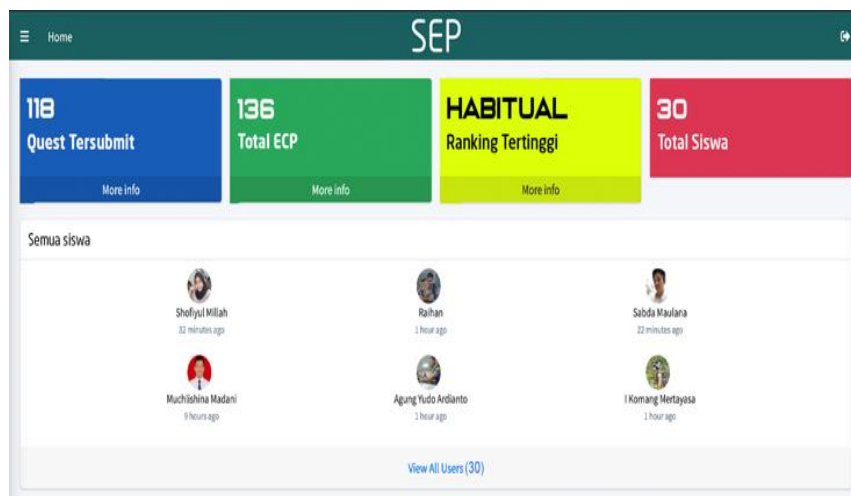 Home
SEP
118
Quest Tersubmit
More info
136
Total ECP
More info
HABITUAL
Ranking Tertinggi
More info
30
Total Siswa
Semua siswa
Shofiyul Millah
32 minutes ago
Raihan
1 hour ago
Sabda Maulana
22 minutes ago
Muchlishina Madani
9 hours ago
Agung Yudo Ardianto
1 hour ago
I Komang Mertayasa
1 hour ago
View All Users (30)